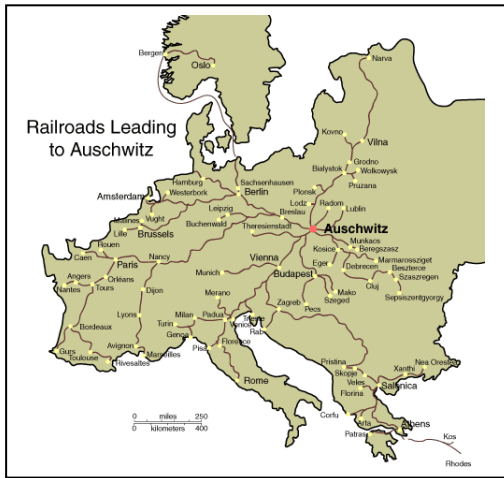 Narva
Bergen
Oslo
Railroads Leading
to Auschwitz
Kovno
Vilna
Grodno
Wolkowysk
Bialystok
Pruzana
Hamburg
Sachsenhausen
Westerbork
Berlin
Plonsk
Amsterdam
Lodz
Radom
Lublin
Leipzig
Breslau
Malines
Vught
Buchenwald
Theresienstadt
Auschwitz
Lille
Brussels
Rouen
Caen
Paris
Nancy
Vienna
Kosice
Munkacs
Beregszasz
Munich
Budapest
Eger
Debrecen
Marmarossziget
Beszterce
Szaszregen
Angers
Orléans
Nantes
Tours
Dijon
Merano
Mako
Szeged
Cluj
Sepsiszentgyorgy
Lyons
Milan
Padua
Trieste
Zagreb
Pecs
Turin
Venice
Rab
Bordeaux
Genoa
Avignon
Marseilles
Pisa
Florence
Gurs
Toulouse
Rivesaltes
Rome
Pristina
Skopje
Xanthi
Nea Orestias
Veles
Salonica
Florina
miles 250
0
0
kilometers 400
Corfu
Arta
Athens
Patras
Kos
Rhodes